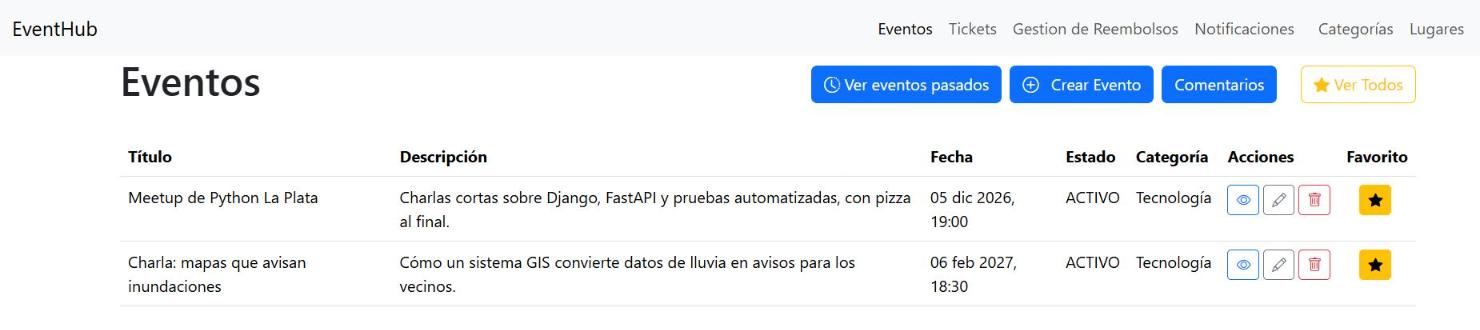 EventHub
Eventos Tickets Gestion de Reembolsos Notificaciones Categorías Lugares
Eventos
Ver eventos pasados Crear Evento Comentarios Ver Todos
Título Descripción Fecha Estado Categoría Acciones Favorito
Meetup de Python La Plata Charlas cortas sobre Django, FastAPI y pruebas automatizadas, con pizza 05 dic 2026, ACTIVO Tecnología
al final. 19:00
Charla: mapas que avisan Cómo un sistema GIS convierte datos de lluvia en avisos para los 06 feb 2027, ACTIVO Tecnología
inundaciones vecinos. 18:30